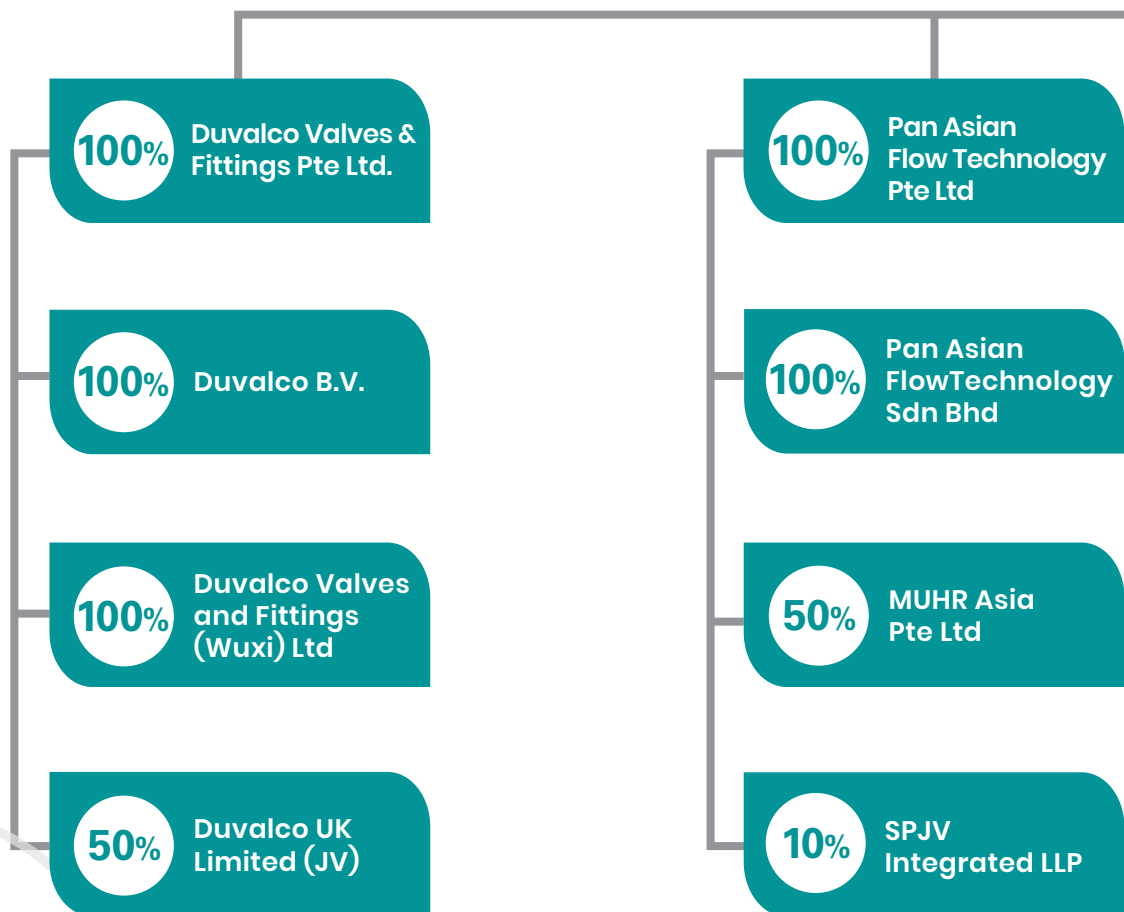 100%
Duvalco Valves &
Fittings Pte Ltd.
100%
Duvalco B.V.
100%
Duvalco Valves
and Fittings
(Wuxi) Ltd
50%
Duvalco UK
Limited (JV)
100%
Pan Asian
Flow Technology
Pte Ltd
100%
Pan Asian
FlowTechnology
Sdn Bhd
50%
MUHR Asia
Pte Ltd
10%
SPJV
Integrated LLP